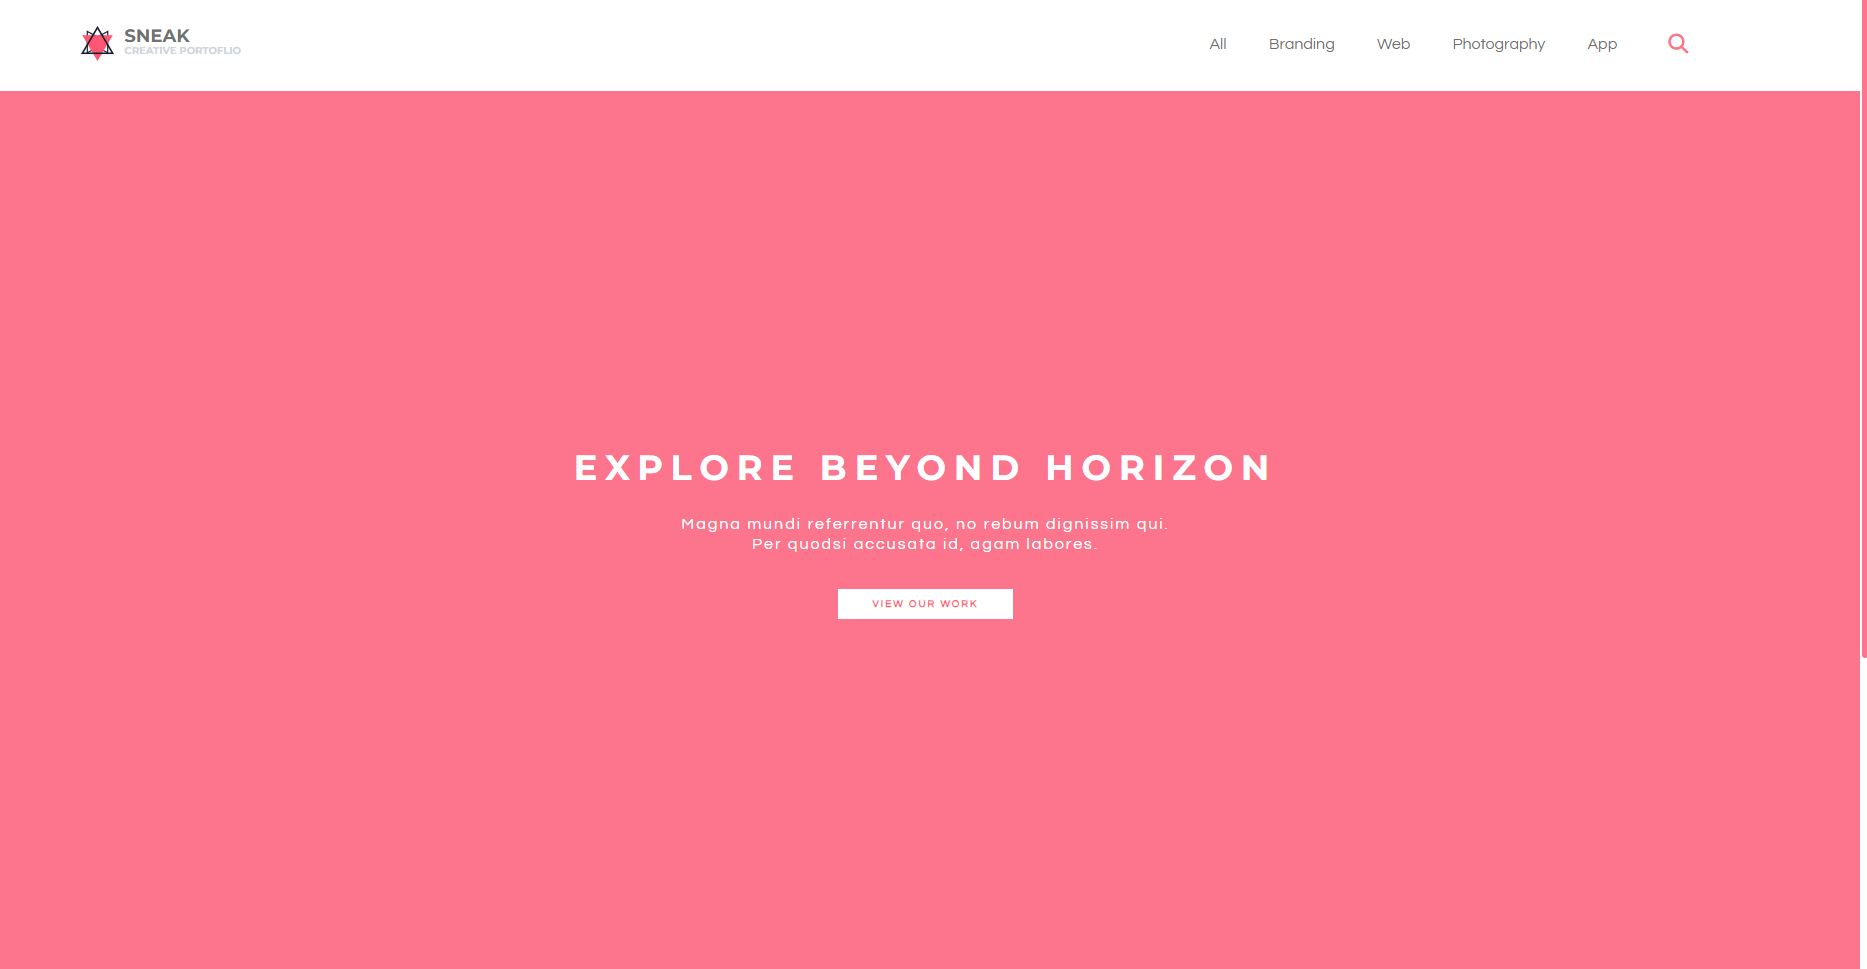 SNEAK
CREATIVE PORTOFLIO
All Branding Web Photography App
EXPLORE BEYOND HORIZON
Magna mundi referrentur quo, no rebum dignissim qui.
Per quodsi accusata id, agam labores.
VIEW OUR WORK